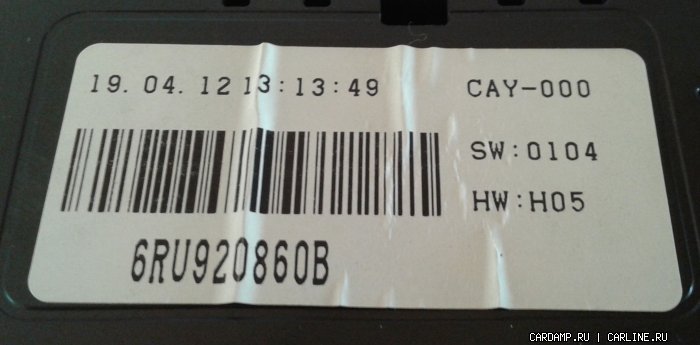 19. 04. 12 13:13:49
CAY-000
SW:0104
HW:H05
6RU920860B
CARDAMP.RU | CARLINE.RU